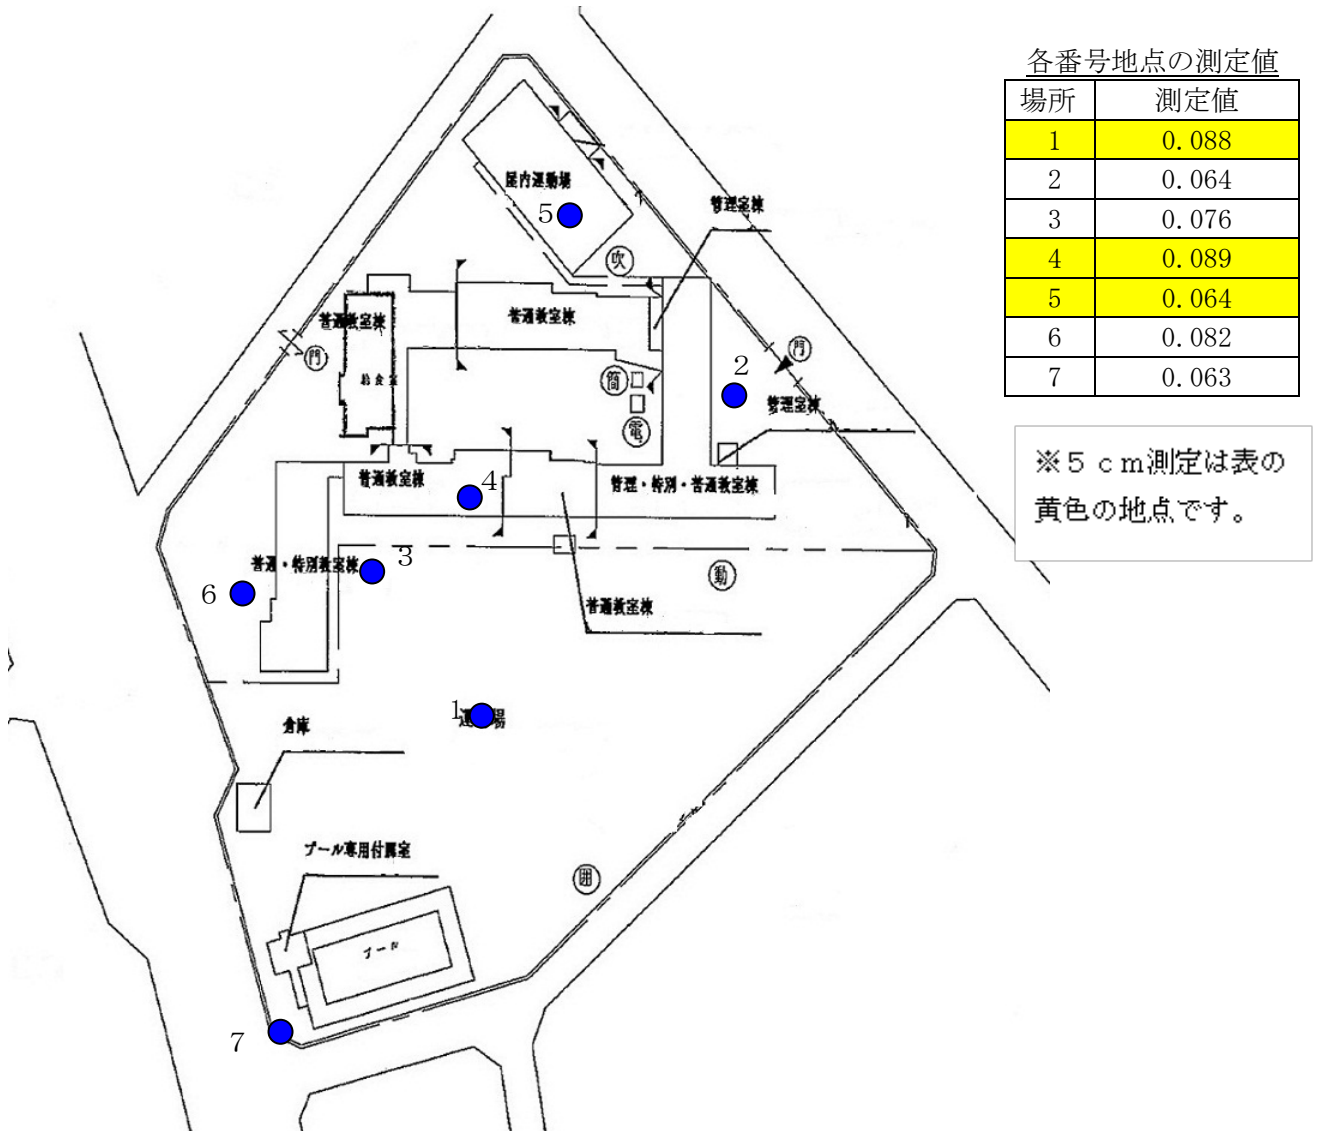 各番号地点の測定値
場所 測定値
1 0.088
2 0.064
3 0.076
4 0.089
5 0.064
6 0.082
7 0.063
※5cm測定は表の
黄色の地点です。
屋内運動場
5
管理室棟
吹
普通教室棟
普通教室棟
門
給食室
筒
電
2
門
管理室棟
普通教室棟
4
管理・特別・普通教室棟
普通・特別教室棟
3
6
動
普通教室棟
1
運 場
倉庫
プール専用付属室
囲
プール
7